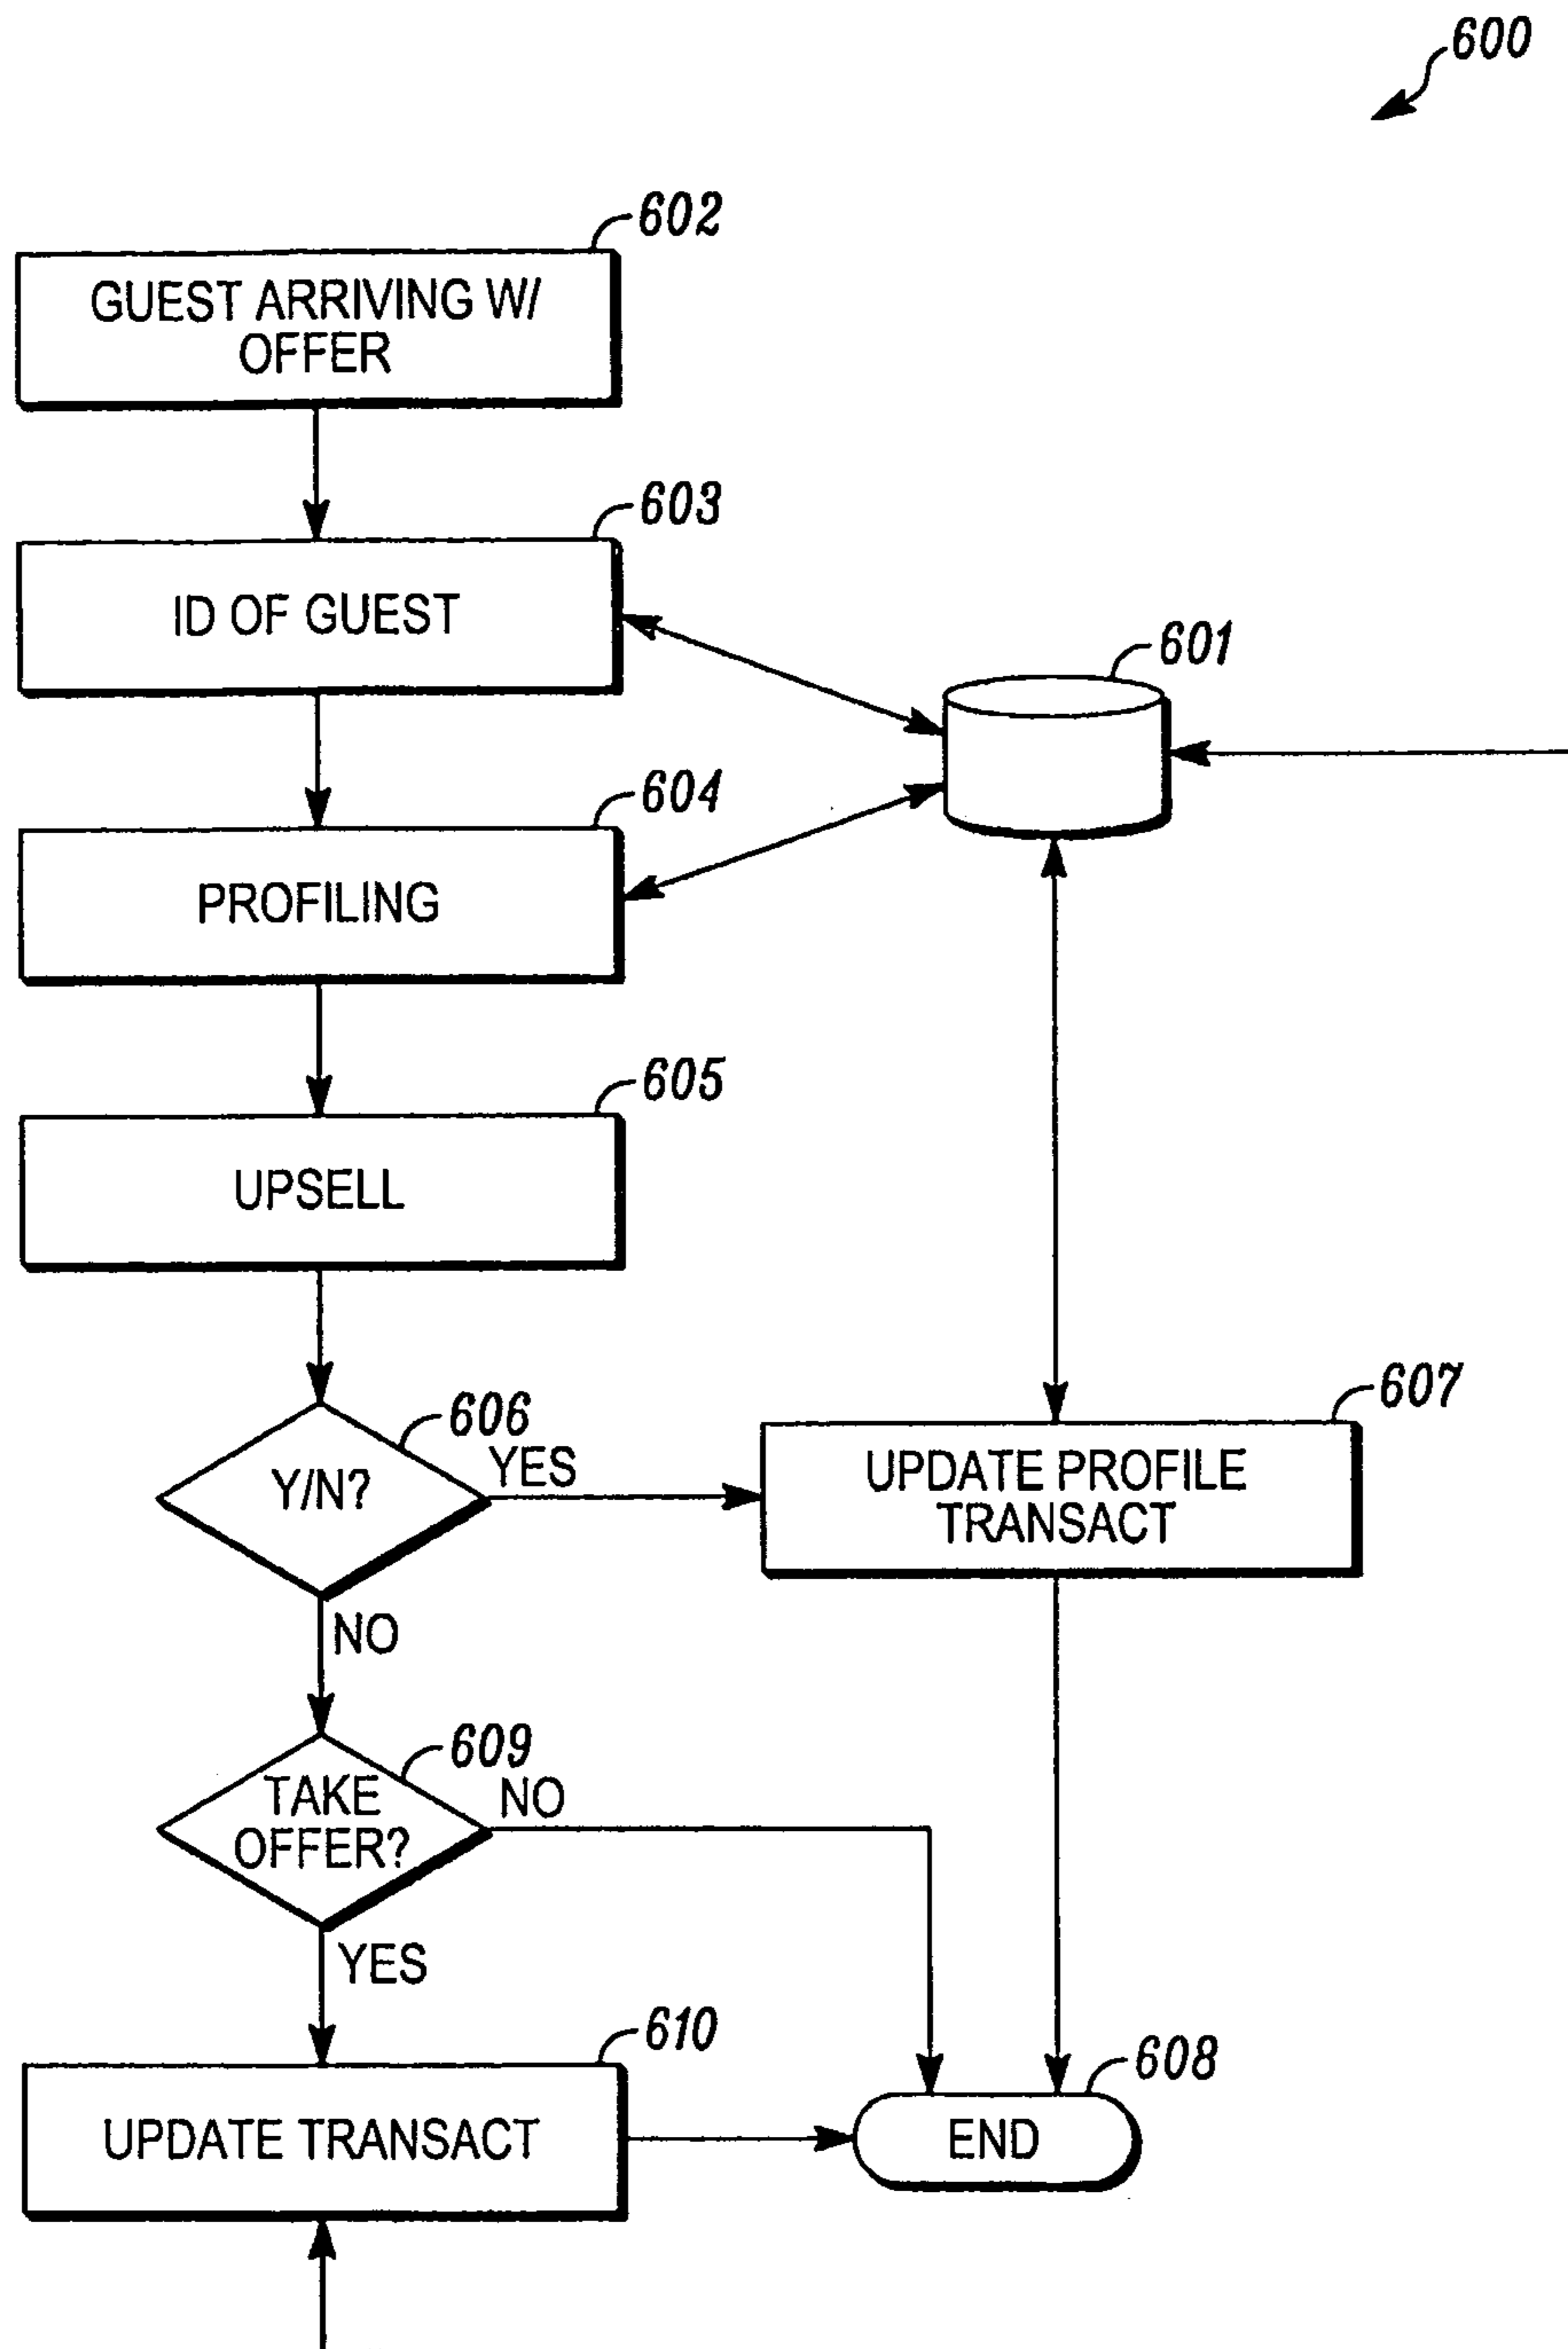 600
602
GUEST ARRIVING W/
OFFER
603
ID OF GUEST
601
604
PROFILING
605
UPSELL
606
Y/N?
YES
607
UPDATE PROFILE
TRANSACT
NO
609
TAKE
OFFER?
NO
YES
610
UPDATE TRANSACT
608
END